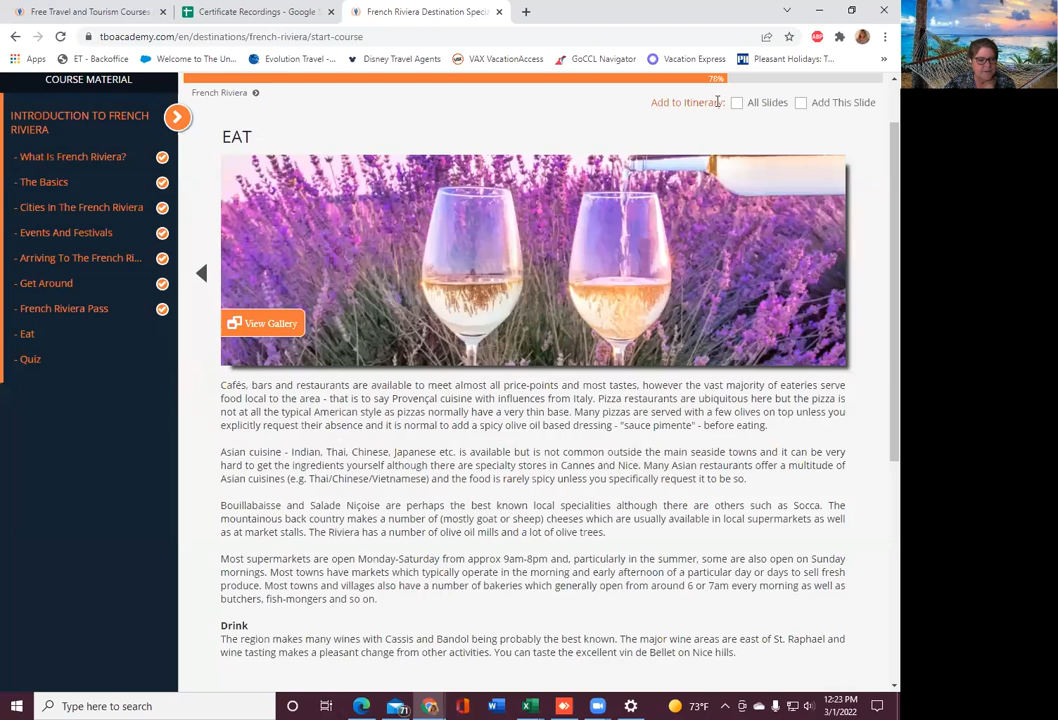 Free Travel and Tourism Courses
Certificate Recordings - Google S
French Riviera Destination Speci
tboacademy.com/en/destinations/french-riviera/start-course
Apps
ET - Backoffice
Welcome to The Un...
Evolution Travel -...
Disney Travel Agents
VAX VacationAccess
GoCCL Navigator
Vacation Express
Pleasant Holidays: T...
COURSE MATERIAL
78%
French Riviera
Add to Itinerary:
All Slides
Add This Slide
INTRODUCTION TO FRENCH
RIVIERA
- What Is French Riviera?
- The Basics
- Cities In The French Riviera
- Events And Festivals
- Arriving To The French Ri...
- Get Around
- French Riviera Pass
- Eat
- Quiz
EAT
View Gallery
Cafés, bars and restaurants are available to meet almost all price-points and most tastes, however the vast majority of eateries serve
food local to the area - that is to say Provençal cuisine with influences from Italy. Pizza restaurants are ubiquitous here but the pizza is
not at all the typical American style as pizzas normally have a very thin base. Many pizzas are served with a few olives on top unless you
explicitly request their absence and it is normal to add a spicy olive oil based dressing - "sauce pimente" - before eating.
Asian cuisine - Indian, Thai, Chinese, Japanese etc. is available but is not common outside the main seaside towns and it can be very
hard to get the ingredients yourself although there are specialty stores in Cannes and Nice. Many Asian restaurants offer a multitude of
Asian cuisines (e.g. Thai/Chinese/Vietnamese) and the food is rarely spicy unless you specifically request it to be so.
Bouillabaisse and Salade Niçoise are perhaps the best known local specialities although there are others such as Socca. The
mountainous back country makes a number of (mostly goat or sheep) cheeses which are usually available in local supermarkets as well
as at market stalls. The Riviera has a number of olive oil mills and a lot of olive trees.
Most supermarkets are open Monday-Saturday from approx 9am-8pm and, particularly in the summer, some are also open on Sunday
mornings. Most towns have markets which typically operate in the morning and early afternoon of a particular day or days to sell fresh
produce. Most towns and villages also have a number of bakeries which generally open from around 6 or 7am every morning as well as
butchers, fish-mongers and so on.
Drink
The region makes many wines with Cassis and Bandol being probably the best known. The major wine areas are east of St. Raphael and
wine tasting makes a pleasant change from other activities. You can taste the excellent vin de Bellet on Nice hills.
Type here to search
71
73°F
12:23 PM
3/1/2022